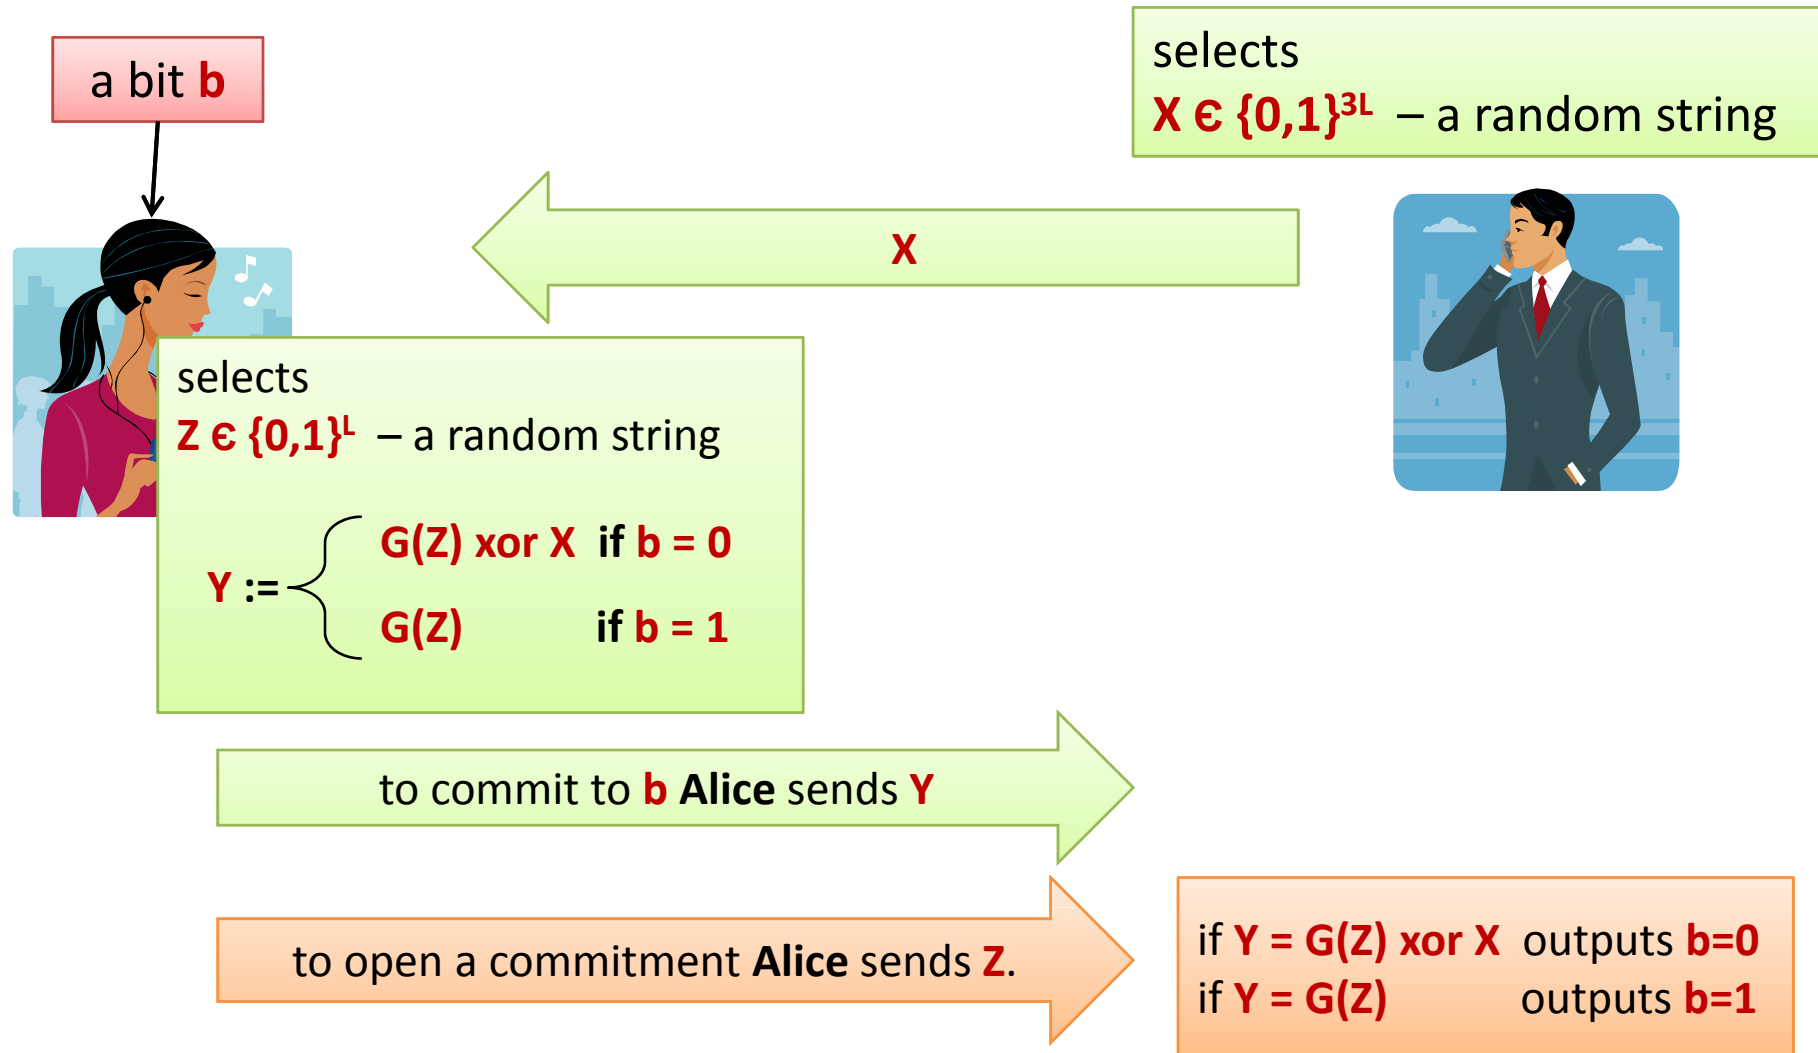 a bit b
selects
X Є {0,1}³ᴸ – a random string
X
selects
Z Є {0,1}ᴸ – a random string
G(Z) xor X if b = 0
Y :=
G(Z) if b = 1
to commit to b Alice sends Y
to open a commitment Alice sends Z.
if Y = G(Z) xor X outputs b=0
if Y = G(Z) outputs b=1